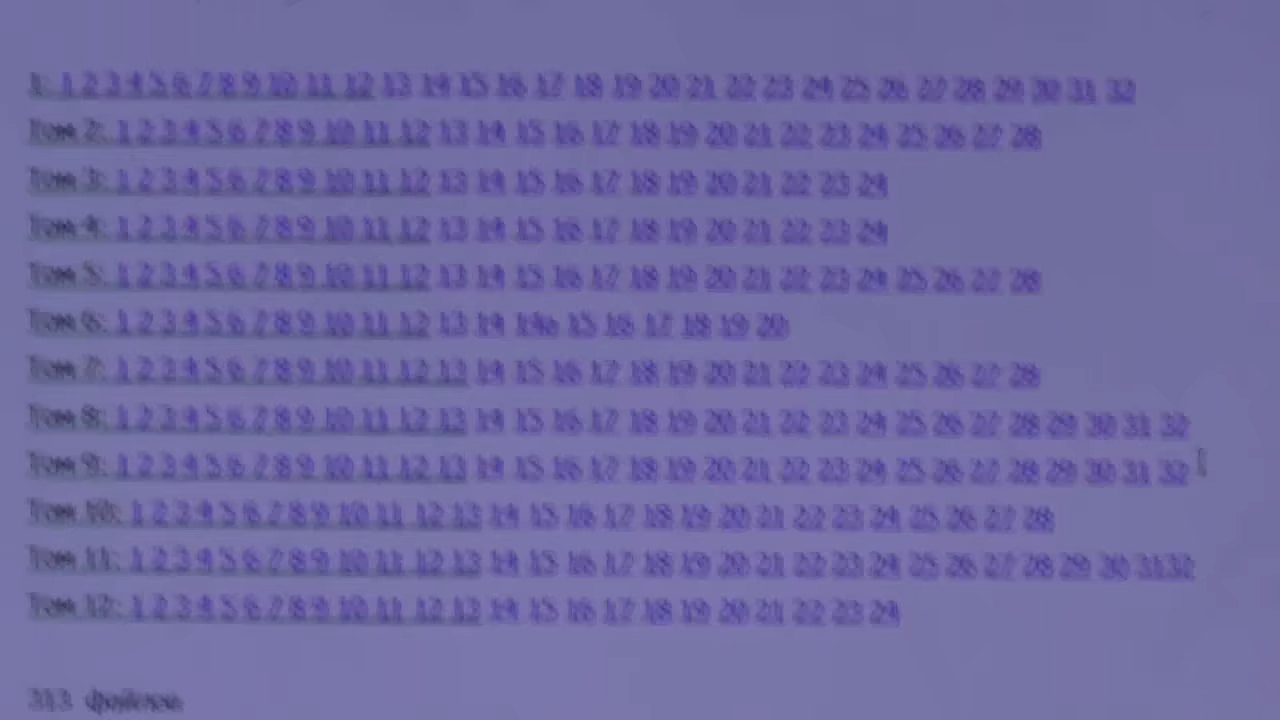 1: 1 2 3 4 5 6 7 8 9 10 11 12 13 14 15 16 17 18 19 20 21 22 23 24 25 26 27 28 29 30 31 32
Том 2: 1 2 3 4 5 6 7 8 9 10 11 12 13 14 15 16 17 18 19 20 21 22 23 24 25 26 27 28
Том 3: 1 2 3 4 5 6 7 8 9 10 11 12 13 14 15 16 17 18 19 20 21 22 23 24
Том 4: 1 2 3 4 5 6 7 8 9 10 11 12 13 14 15 16 17 18 19 20 21 22 23 24
Том 5: 1 2 3 4 5 6 7 8 9 10 11 12 13 14 15 16 17 18 19 20 21 22 23 24 25 26 27 28
Том 6: 1 2 3 4 5 6 7 8 9 10 11 12 13 14 14а 15 16 17 18 19 20
Том 7: 1 2 3 4 5 6 7 8 9 10 11 12 13 14 15 16 17 18 19 20 21 22 23 24 25 26 27 28
Том 8: 1 2 3 4 5 6 7 8 9 10 11 12 13 14 15 16 17 18 19 20 21 22 23 24 25 26 27 28 29 30 31 32
Том 9: 1 2 3 4 5 6 7 8 9 10 11 12 13 14 15 16 17 18 19 20 21 22 23 24 25 26 27 28 29 30 31 32
Том 10: 1 2 3 4 5 6 7 8 9 10 11 12 13 14 15 16 17 18 19 20 21 22 23 24 25 26 27 28
Том 11: 1 2 3 4 5 6 7 8 9 10 11 12 13 14 15 16 17 18 19 20 21 22 23 24 25 26 27 28 29 30 3132
Том 12: 1 2 3 4 5 6 7 8 9 10 11 12 13 14 15 16 17 18 19 20 21 22 23 24
313 файлов